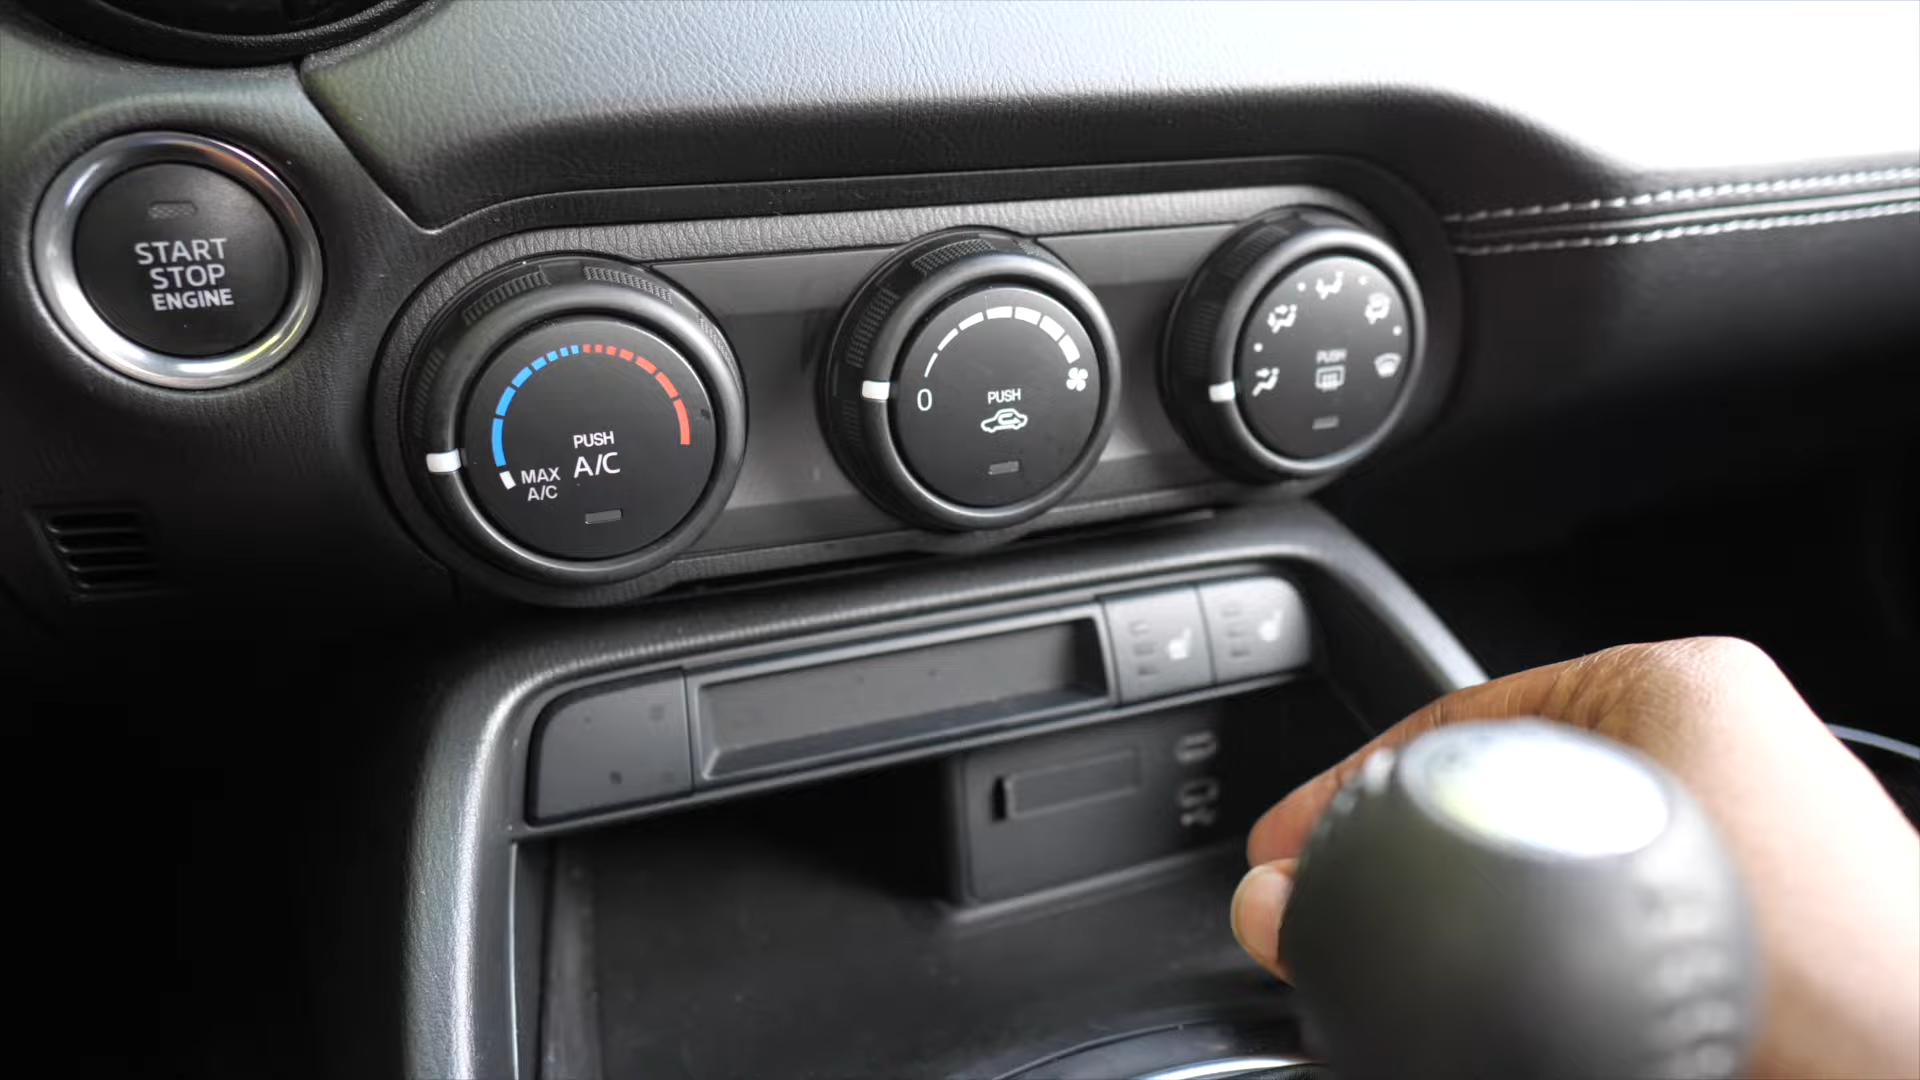 START
STOP
ENGINE
PUSH
A/C
MAX
A/C
0
PUSH
PUSH